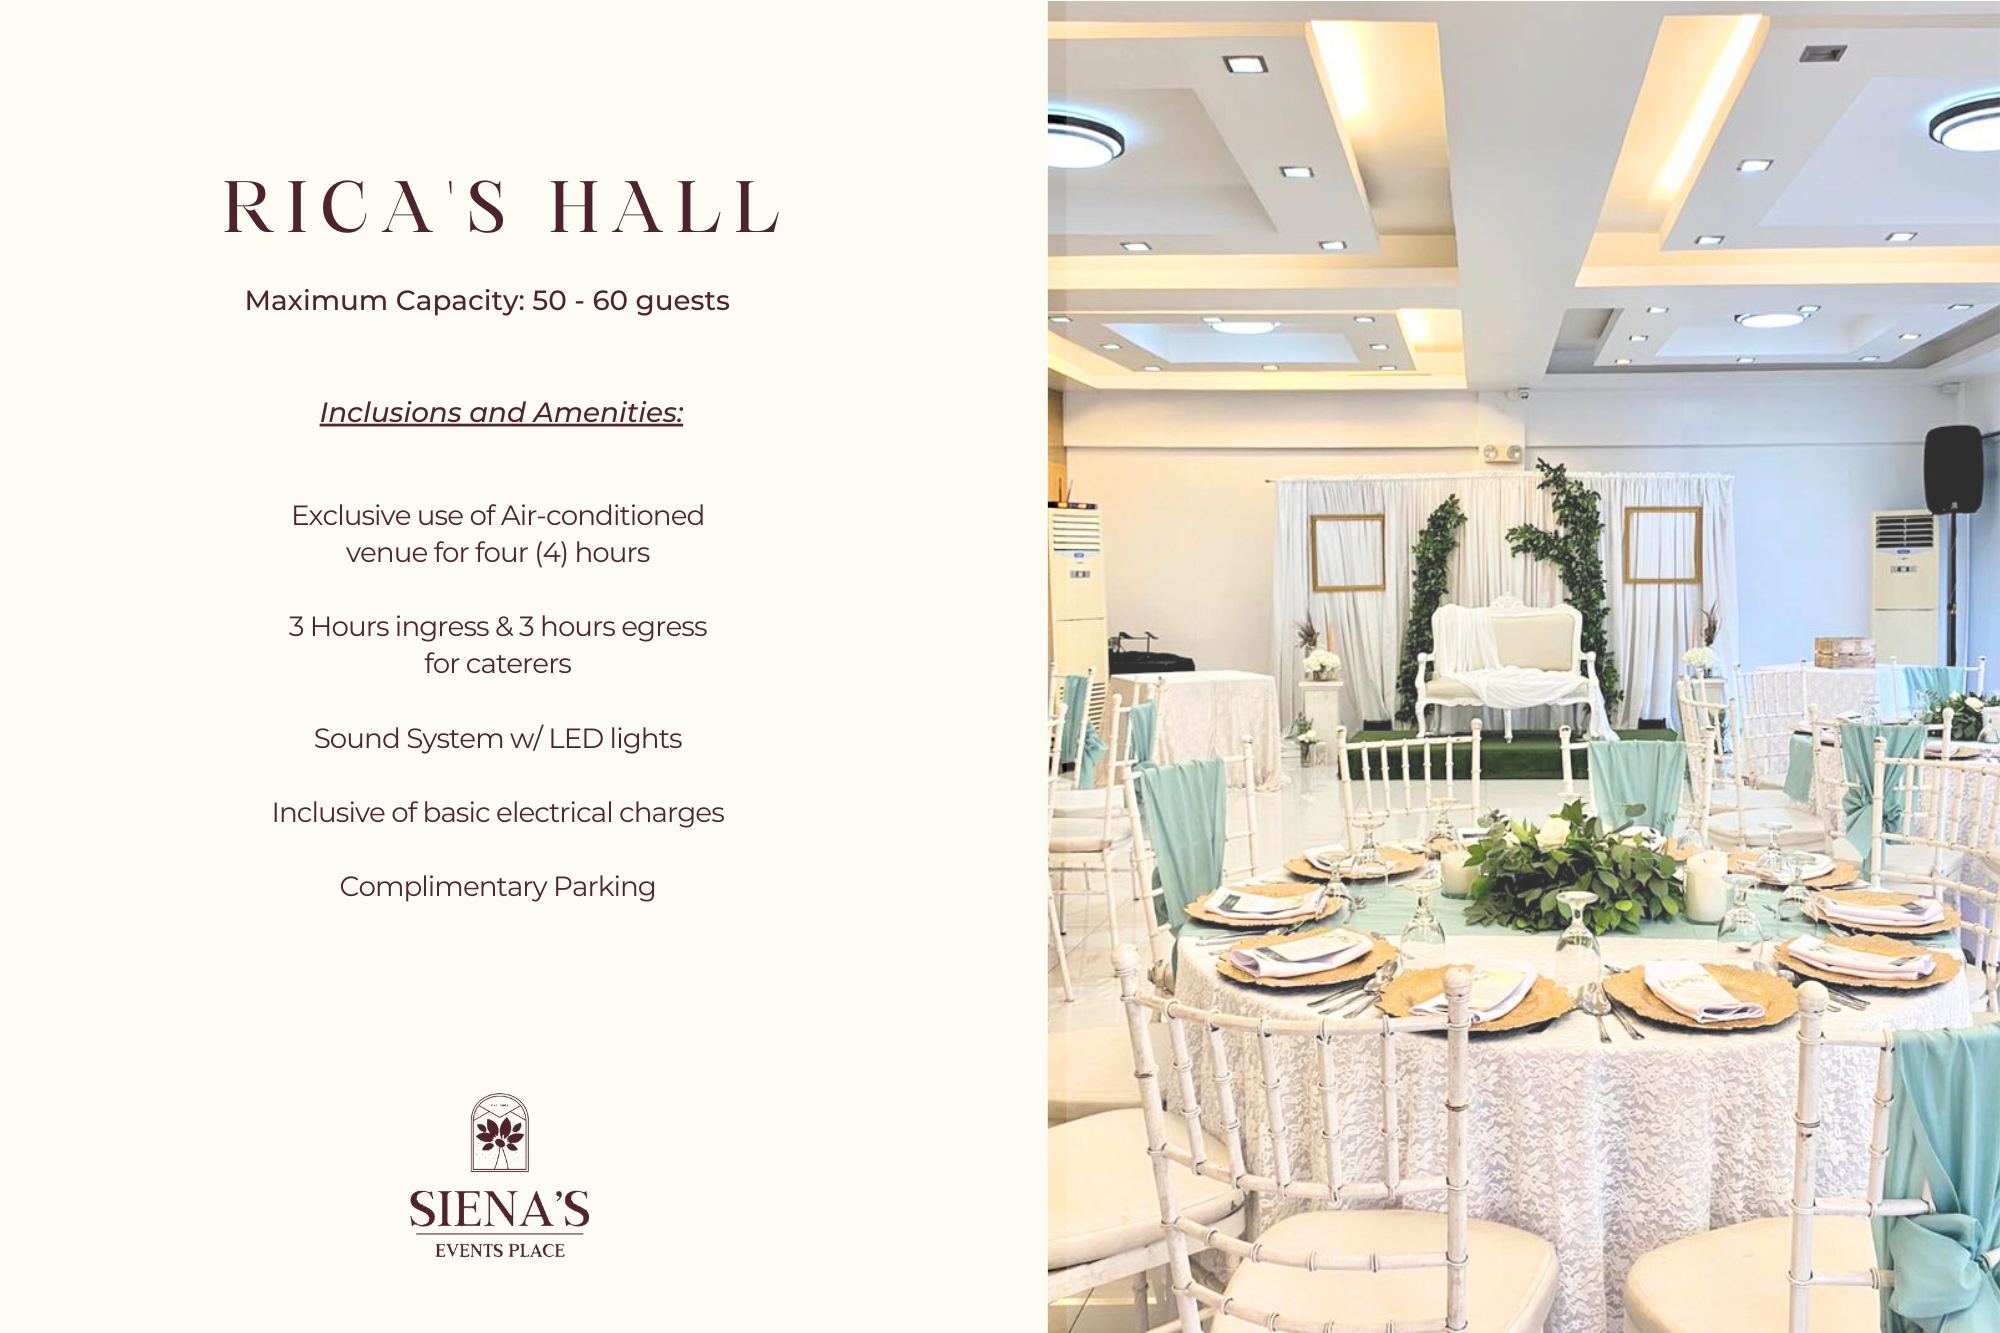 RICA'S HALL
Maximum Capacity: 50 - 60 guests
Inclusions and Amenities:
Exclusive use of Air-conditioned
venue for four (4) hours
3 Hours ingress & 3 hours egress
for caterers
Sound System w/ LED lights
Inclusive of basic electrical charges
Complimentary Parking
SIENA'S
EVENTS PLACE